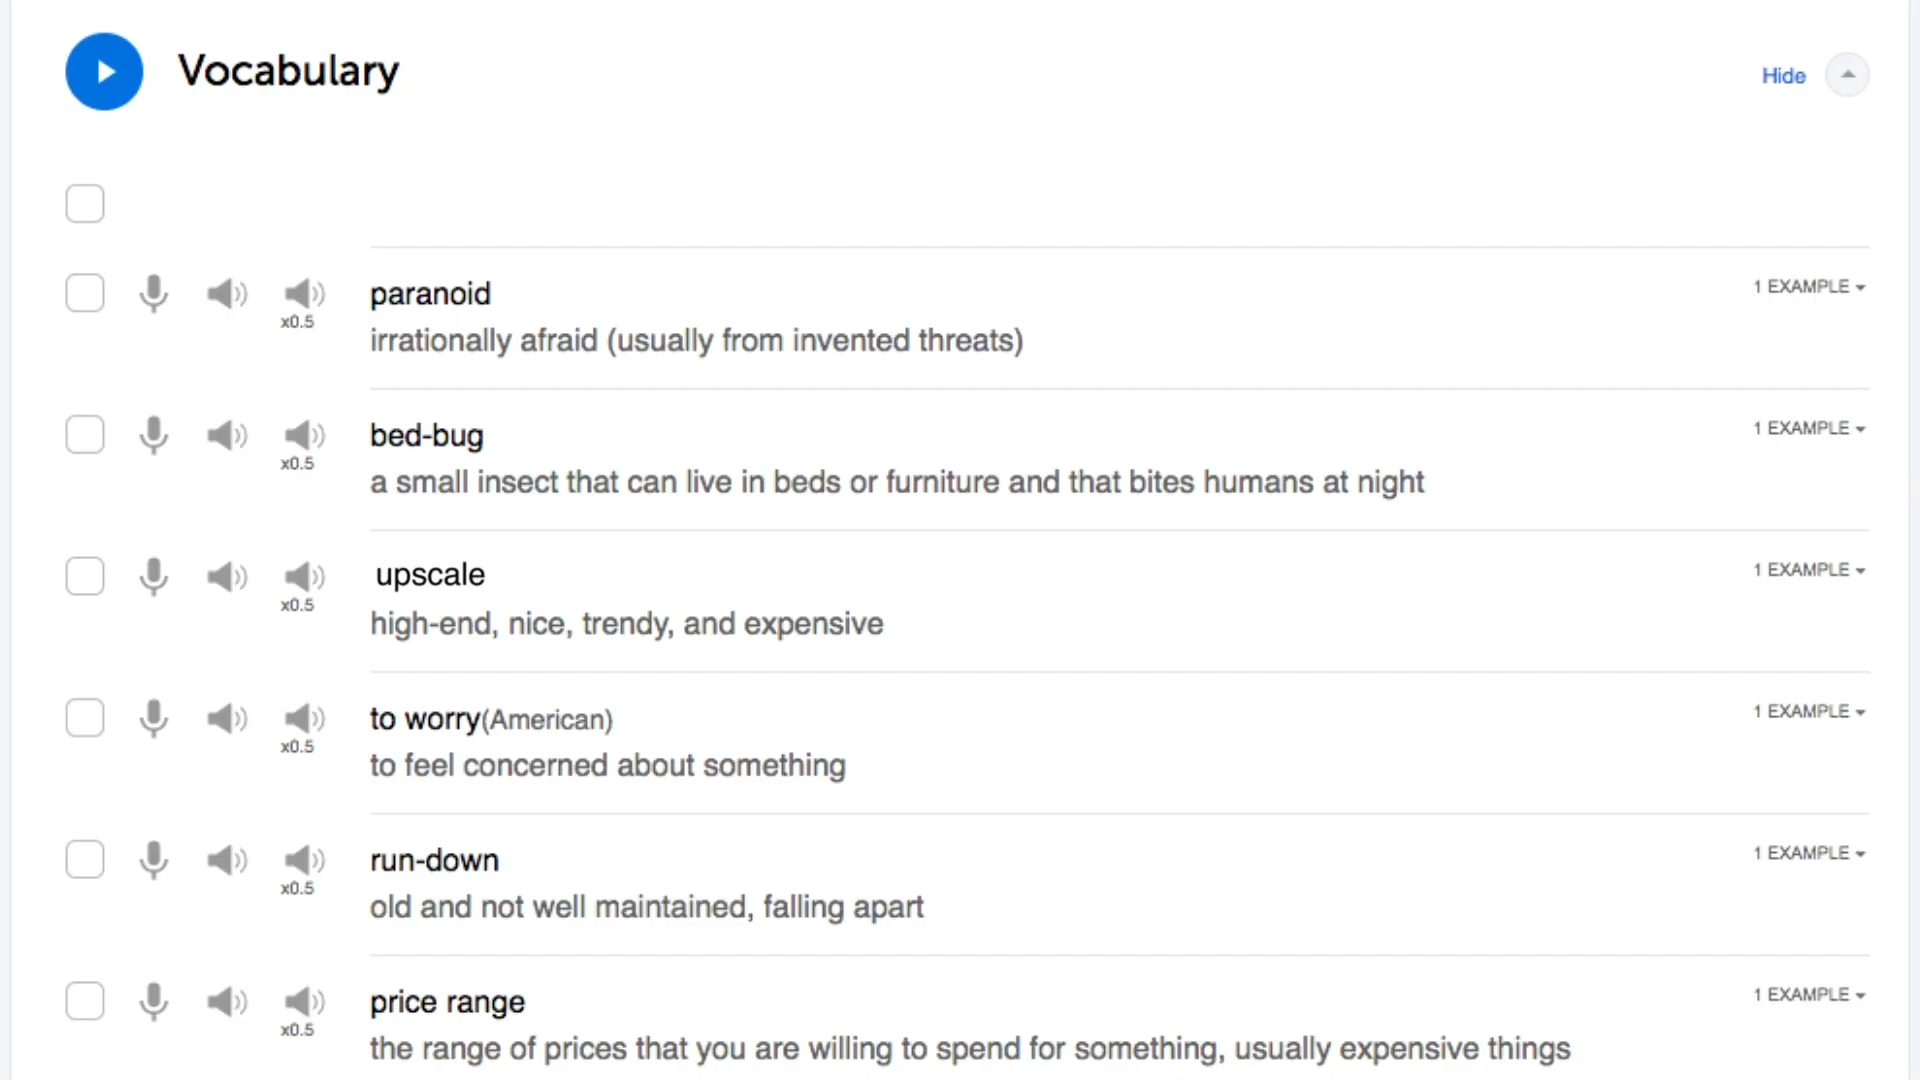 Vocabulary
Hide
paranoid
1 EXAMPLE
x0.5
irrationally afraid (usually from invented threats)
bed-bug
1 EXAMPLE
x0.5
a small insect that can live in beds or furniture and that bites humans at night
upscale
1 EXAMPLE
x0.5
high-end, nice, trendy, and expensive
to worry(American)
1 EXAMPLE
x0.5
to feel concerned about something
run-down
1 EXAMPLE
x0.5
old and not well maintained, falling apart
price range
1 EXAMPLE
x0.5
the range of prices that you are willing to spend for something, usually expensive things